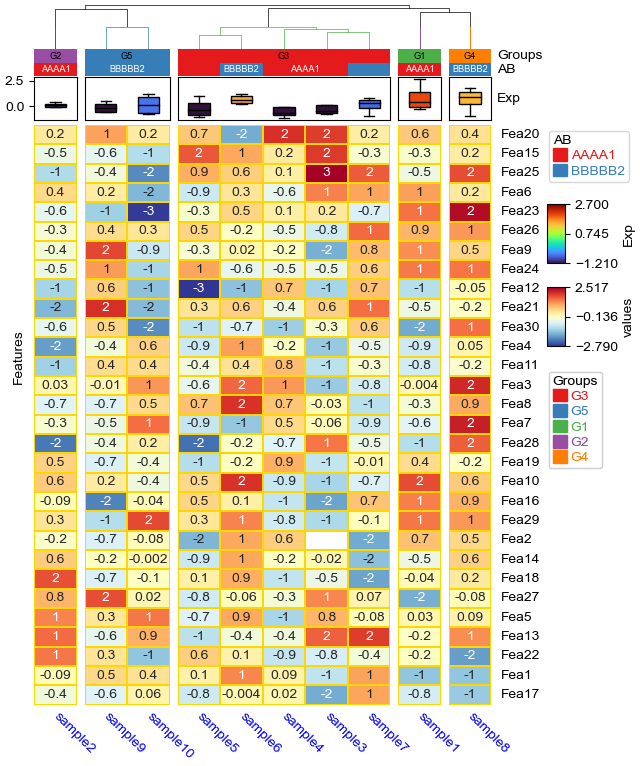 G2 G5 G3 G1 G4 Groups
AAAA1 BBBBB2 BBBBB2 AAAA1 AAAA1 BBBBB2 AB
2.5
0.0
Exp
0.2 1 0.2 0.7 -2 2 2 0.2 0.6 0.4 Fea20
-0.5 -0.6 -1 2 1 0.2 2 -0.3 -0.3 0.2 Fea15
-1 -0.4 -2 0.9 0.6 0.1 3 2 -0.5 2 Fea25
0.4 0.2 -2 -0.9 0.3 -0.6 1 1 1 0.2 Fea6
-0.6 -1 -3 -0.3 0.5 0.1 0.2 -0.7 1 2 Fea23
-0.3 0.4 0.3 0.5 -0.2 -0.5 -0.8 1 0.9 1 Fea26
-0.4 2 -0.9 -0.3 0.02 -0.2 -2 0.8 1 0.5 Fea9
-0.5 1 -1 1 -0.6 -0.5 -0.5 0.6 1 1 Fea24
-1 0.6 -1 -3 -1 0.7 -1 0.7 -1 -0.05 Fea12
-2 2 -2 0.3 0.6 -0.4 0.6 1 -0.5 -0.2 Fea21
-0.6 0.5 -2 -1 -0.7 -1 -0.3 0.6 -2 1 Fea30
-2 -0.4 0.6 -0.9 1 -0.2 -1 -0.5 -0.9 0.05 Fea4
-1 0.4 0.4 -0.4 0.4 0.8 -1 -0.3 -0.8 -0.2 Fea11
0.03 -0.01 1 -0.6 2 1 -1 -0.8 -0.004 2 Fea3
-0.7 -0.7 0.5 0.7 2 0.7 -0.03 -1 -0.3 0.9 Fea8
-0.3 -0.5 1 -0.9 -1 0.5 -0.06 -0.9 -0.6 2 Fea7
-2 -0.4 0.2 -2 -0.2 -0.7 1 -0.5 -1 2 Fea28
0.5 -0.7 -0.4 -1 -0.2 0.9 -1 -0.01 0.4 -0.2 Fea19
0.6 0.2 -0.4 0.5 2 -0.9 -1 -0.7 2 0.6 Fea10
-0.09 -2 -0.04 0.5 0.1 -1 -2 0.7 1 0.9 Fea16
0.3 -1 2 0.3 1 -0.8 -1 -0.1 1 1 Fea29
-0.2 -0.7 -0.08 -2 1 0.6 -2 0.7 0.5 Fea2
0.6 -0.2 -0.002 -0.9 1 -0.2 -0.02 -2 -0.5 0.6 Fea14
2 -0.7 -0.1 0.1 0.9 -1 -0.5 -2 -0.04 0.2 Fea18
0.8 2 0.02 -0.8 -0.06 -0.3 1 0.07 -2 -0.08 Fea27
1 0.3 1 -0.7 0.9 -1 0.8 -0.08 0.03 0.09 Fea5
1 -0.6 0.9 -1 -0.4 -0.4 2 2 -0.2 1 Fea13
1 0.3 -1 0.6 0.1 -0.9 -0.8 -0.4 -0.2 -2 Fea22
-0.09 0.5 0.4 0.1 1 0.09 -1 1 -1 -1 Fea1
-0.4 -0.6 0.06 -0.8 -0.004 0.02 -2 1 -0.8 -1 Fea17
Features
sample2 sample9 sample10 sample5 sample6 sample4 sample3 sample7 sample1 sample8
AB
AAAA1
BBBBB2
2.700
0.745
−1.210
Exp
2.517
−0.136
−2.790
values
Groups
G3
G5
G1
G2
G4